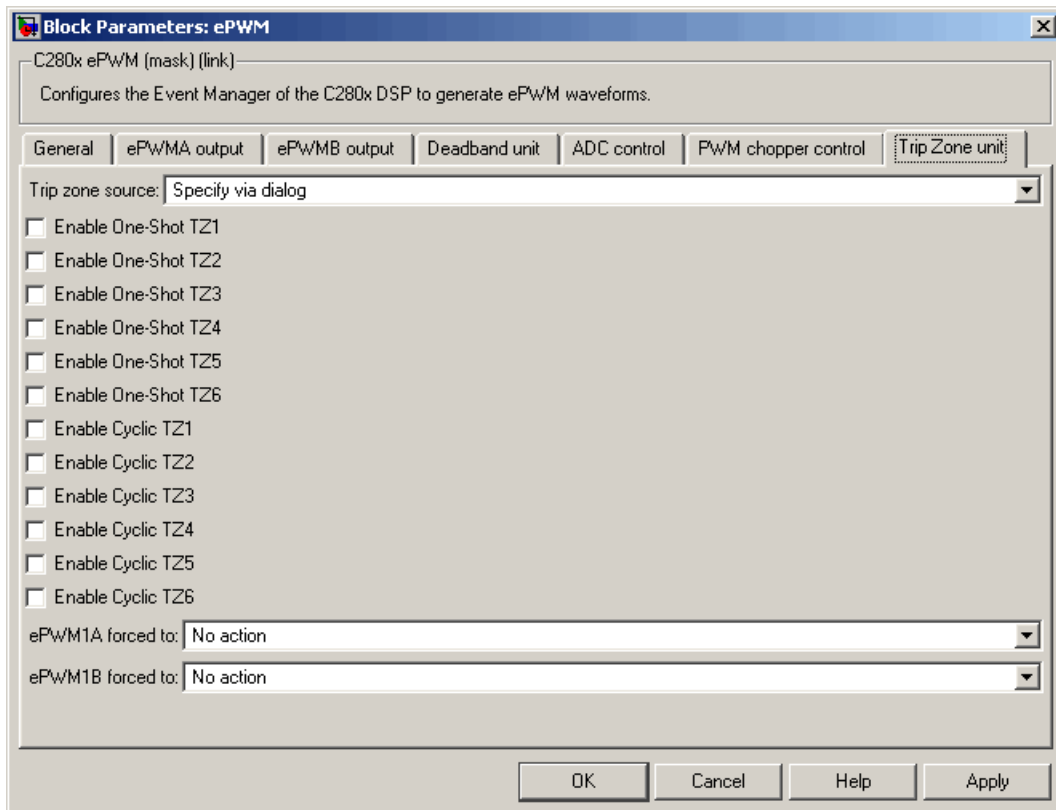 Block Parameters: ePWM
C280x ePWM (mask) (link)
Configures the Event Manager of the C280x DSP to generate ePWM waveforms.
General ePWMA output ePWMB output Deadband unit ADC control PWM chopper control Trip Zone unit
Trip zone source: Specify via dialog
Enable One-Shot TZ1
Enable One-Shot TZ2
Enable One-Shot TZ3
Enable One-Shot TZ4
Enable One-Shot TZ5
Enable One-Shot TZ6
Enable Cyclic TZ1
Enable Cyclic TZ2
Enable Cyclic TZ3
Enable Cyclic TZ4
Enable Cyclic TZ5
Enable Cyclic TZ6
ePWM1A forced to: No action
ePWM1B forced to: No action
OK Cancel Help Apply